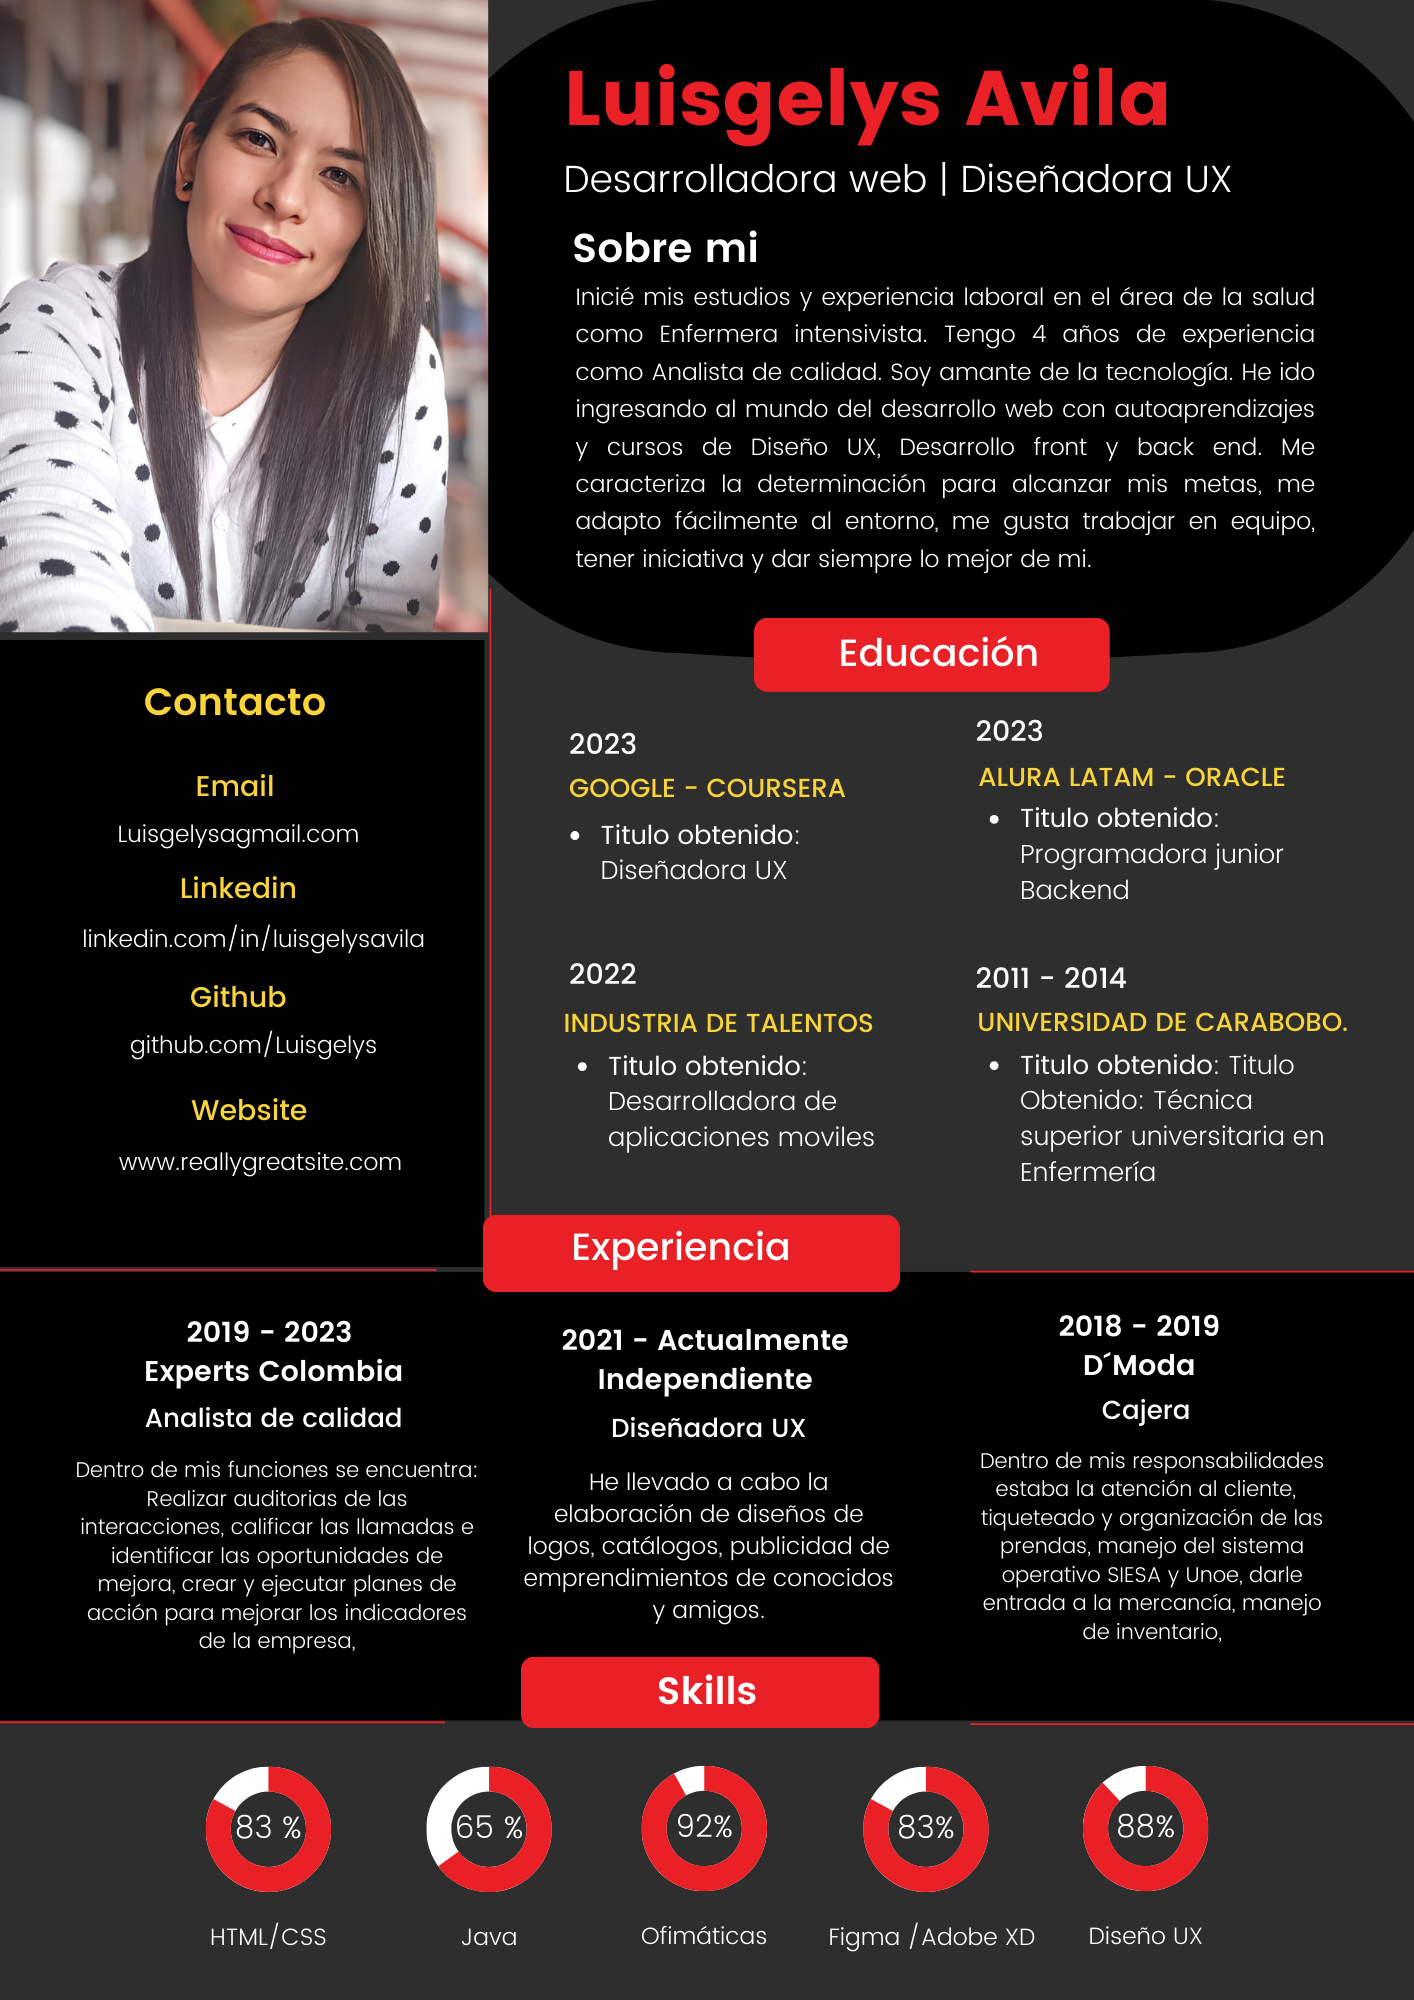 Luisgelys Avila
Desarrolladora web | Diseñadora UX
Sobre mi
Inicié mis estudios y experiencia laboral en el área de la salud
como Enfermera intensivista. Tengo 4 años de experiencia
como Analista de calidad. Soy amante de la tecnología. He ido
ingresando al mundo del desarrollo web con autoaprendizajes
y cursos de Diseño UX, Desarrollo front y back end. Me
caracteriza la determinación para alcanzar mis metas, me
adapto fácilmente al entorno, me gusta trabajar en equipo,
tener iniciativa y dar siempre lo mejor de mi.
Contacto
Email
Luisgelysagmail.com
Linkedin
linkedin.com/in/luisgelysavila
Github
github.com/Luisgelys
Website
www.reallygreatsite.com
Educación
2023
GOOGLE - COURSERA
• Titulo obtenido:
Diseñadora UX
2023
ALURA LATAM - ORACLE
• Titulo obtenido:
Programadora junior
Backend
2022
INDUSTRIA DE TALENTOS
• Titulo obtenido:
Desarrolladora de
aplicaciones moviles
2011 - 2014
UNIVERSIDAD DE CARABOBO.
• Titulo obtenido: Titulo
Obtenido: Técnica
superior universitaria en
Enfermería
Experiencia
2019 - 2023
Experts Colombia
Analista de calidad
Dentro de mis funciones se encuentra:
Realizar auditorias de las
interacciones, calificar las llamadas e
identificar las oportunidades de
mejora, crear y ejecutar planes de
acción para mejorar los indicadores
de la empresa,
2021 - Actualmente
Independiente
Diseñadora UX
He llevado a cabo la
elaboración de diseños de
logos, catálogos, publicidad de
emprendimientos de conocidos
y amigos.
2018 - 2019
D´Moda
Cajera
Dentro de mis responsabilidades
estaba la atención al cliente,
tiqueteado y organización de las
prendas, manejo del sistema
operativo SIESA y Unoe, darle
entrada a la mercancía, manejo
de inventario,
Skills
83 %
65 %
92%
83%
88%
HTML/CSS
Java
Ofimáticas
Figma /Adobe XD
Diseño UX